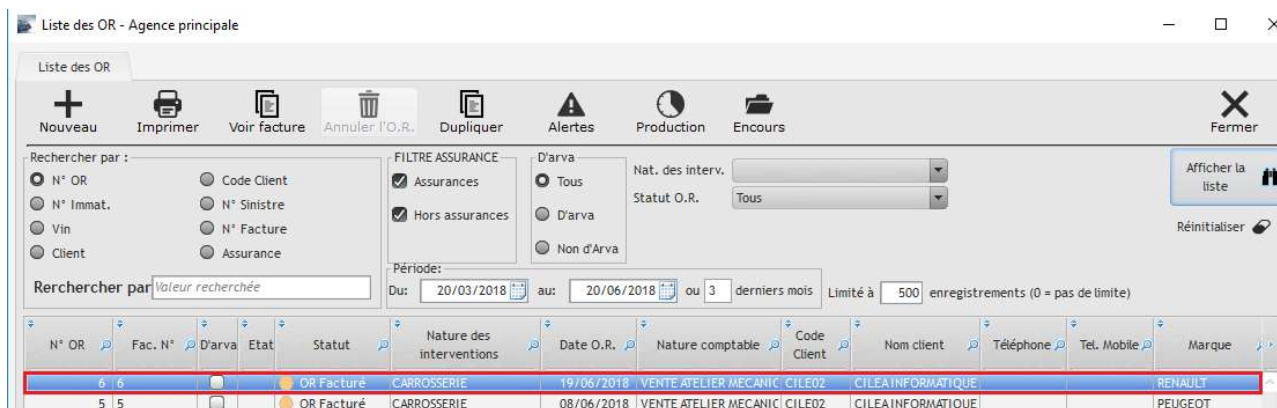 Liste des OR - Agence principale
Liste des OR
Nouveau Imprimer Voir facture Annuler l'O.R. Dupliquer Alertes Production Encours Fermer
Rechercher par : FILTRE ASSURANCE D'arva
N° OR Code Client Assurances Tous Nat. des interv. Afficher la liste
N° Immat. N° Sinistre Hors assurances D'arva Statut O.R. Tous
Vin N° Facture Réinitialiser
Client Assurance Non d'Arva
Période:
Rerchercher par Valeur recherchée Du: 20/03/2018 au: 20/06/2018 ou 3 derniers mois Limité à 500 enregistrements (0 = pas de limite)
N° OR Fac. N° D'arva Etat Statut Nature des interventions Date O.R. Nature comptable Code Client Nom client Téléphone Tel. Mobile Marque
6 6 OR Facturé CARROSSERIE 19/06/2018 VENTE ATELIER MECANIC CILE02 CILEA INFORMATIQUE RENAULT
5 5 OR Facturé CARROSSERIE 08/06/2018 VENTE ATELIER MECANIC CILE02 CILEA INFORMATIQUE PEUGEOT